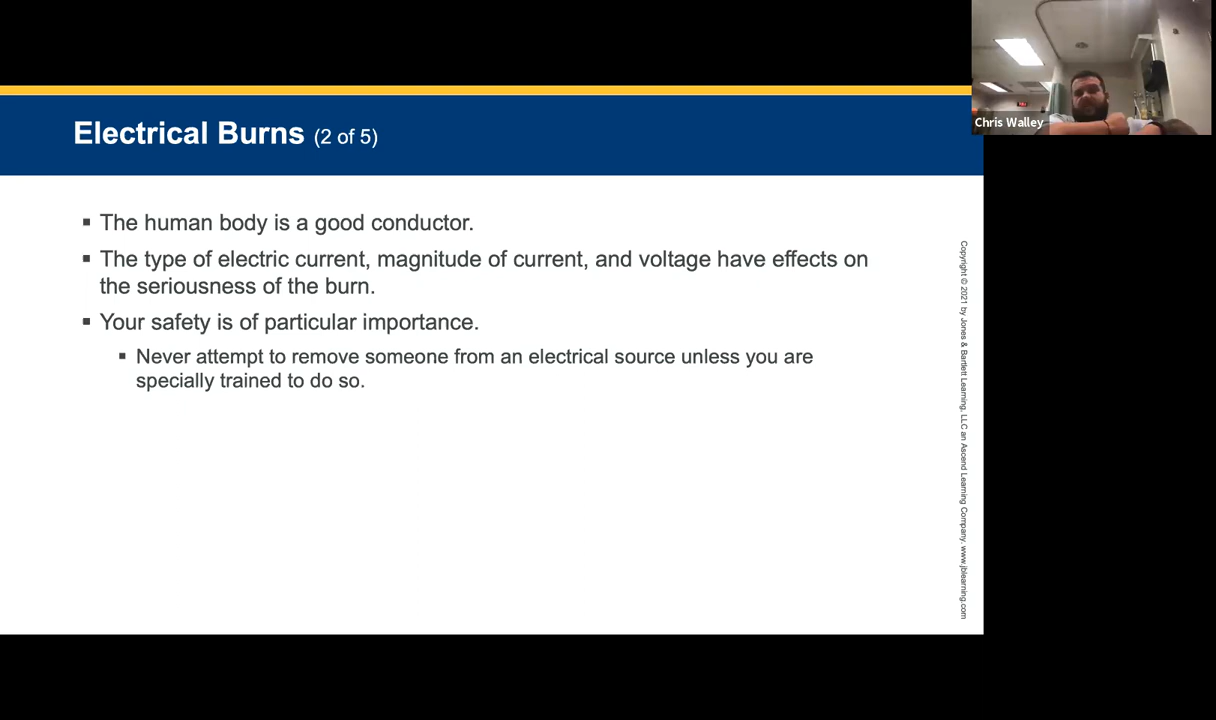 Electrical Burns (2 of 5)
▪ The human body is a good conductor.
▪ The type of electric current, magnitude of current, and voltage have effects on
the seriousness of the burn.
▪ Your safety is of particular importance.
▪ Never attempt to remove someone from an electrical source unless you are
specially trained to do so.
Chris Walley
Copyright © 2021 by Jones & Bartlett Learning, LLC an Ascend Learning Company. www.jblearning.com